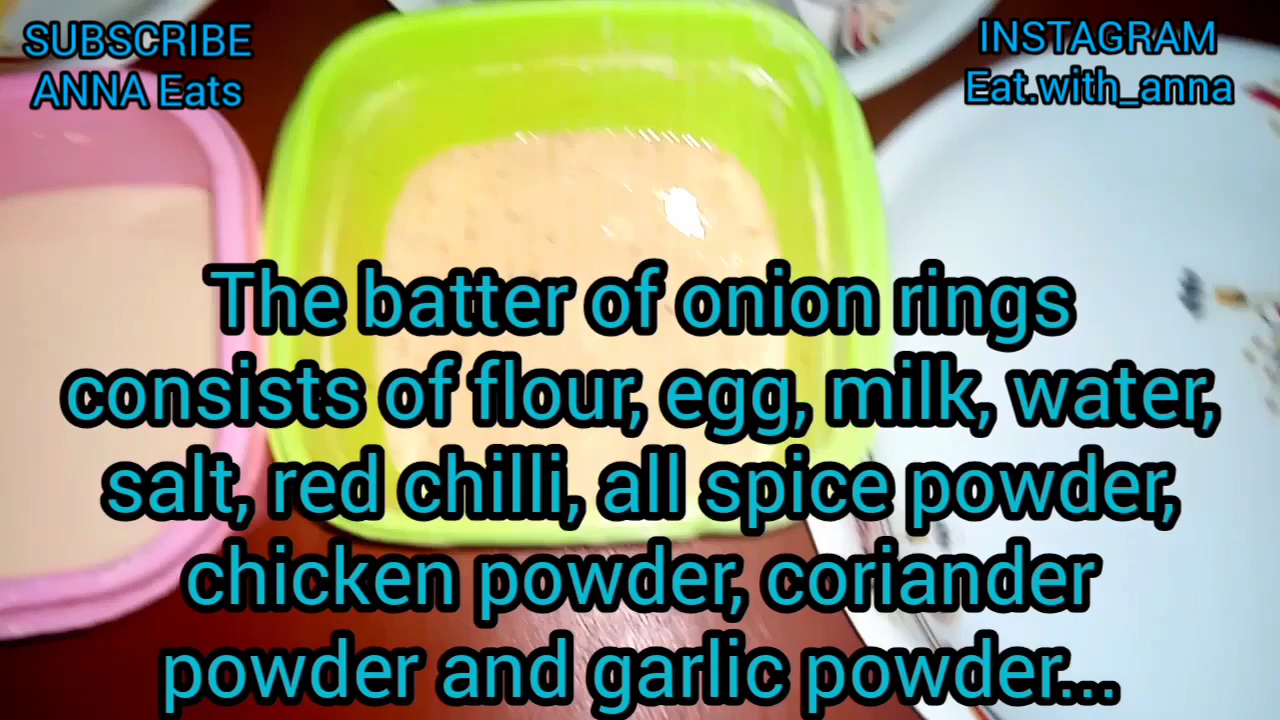 SUBSCRIBE
ANNA Eats
INSTAGRAM
Eat.with_anna
The batter of onion rings
consists of flour, egg, milk, water,
salt, red chilli, all spice powder,
chicken powder, coriander
powder and garlic powder...